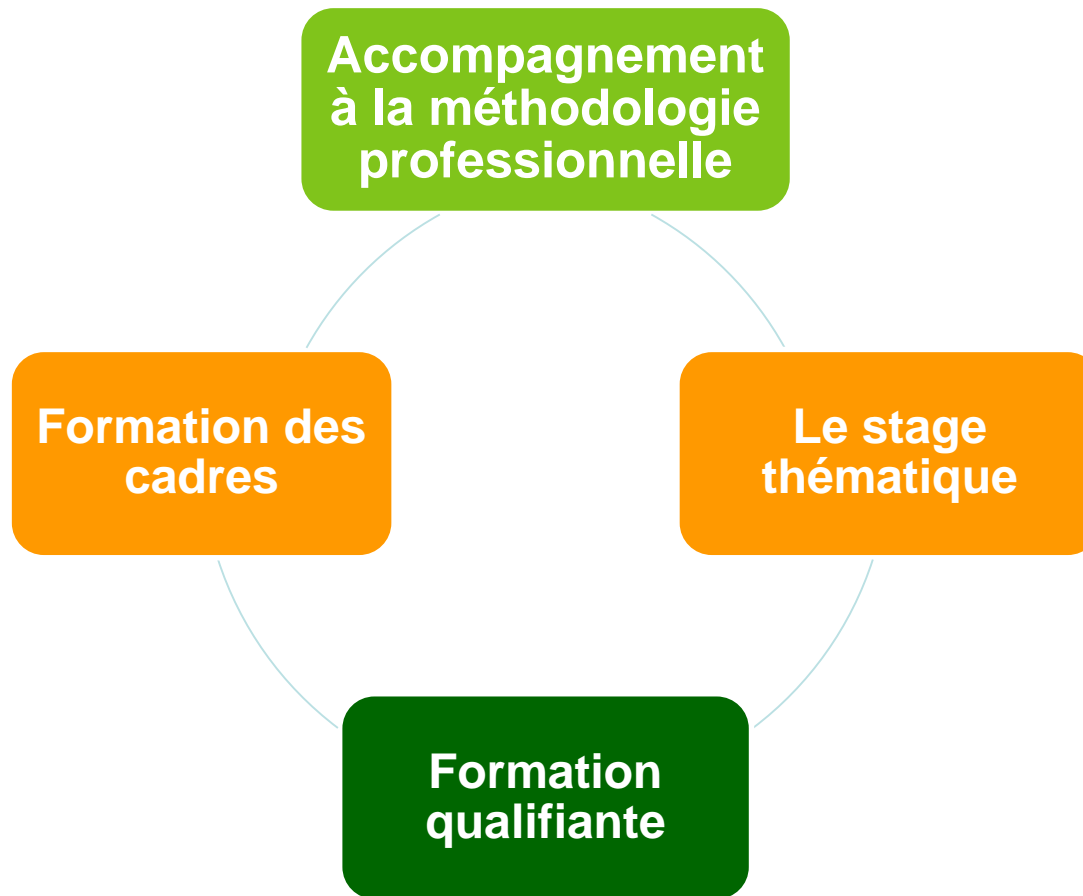 Accompagnement
à la méthodologie
professionnelle
Formation des
cadres
Le stage
thématique
Formation
qualifiante